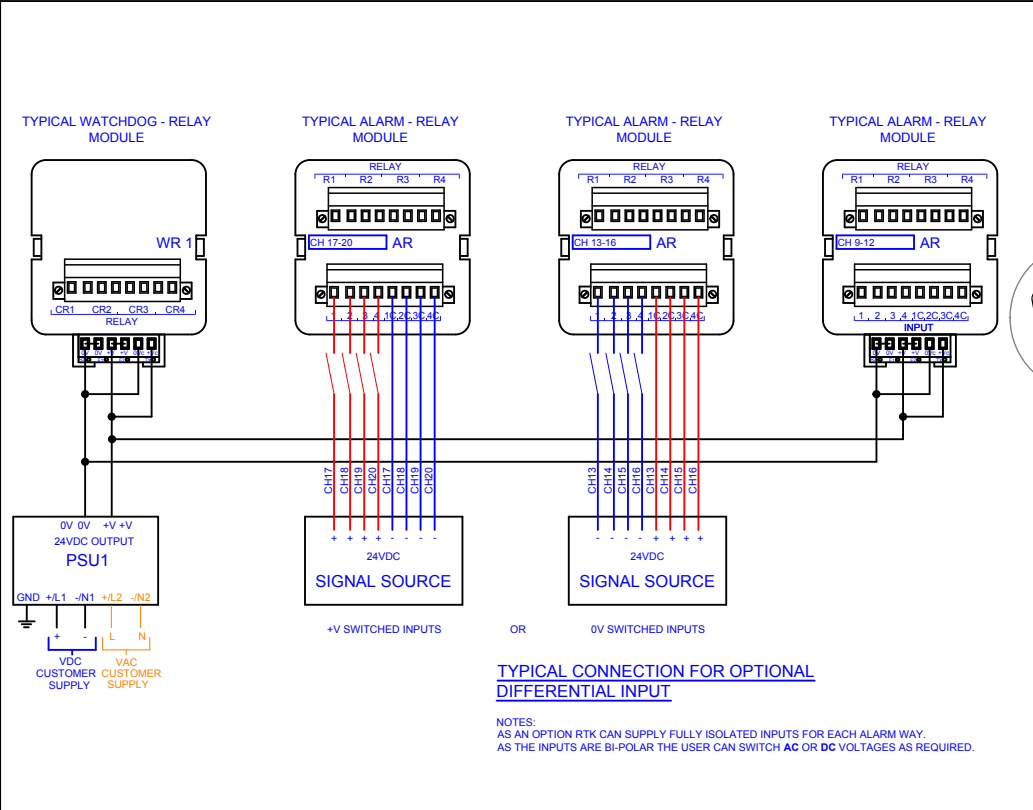 TYPICAL WATCHDOG - RELAY
MODULE
TYPICAL ALARM - RELAY
MODULE
TYPICAL ALARM - RELAY
MODULE
TYPICAL ALARM - RELAY
MODULE
WR 1
CR1 CR2 CR3 CR4
RELAY
RELAY
R1 R2 R3 R4
CH 17-20 AR
1 2 3 4 1C 2C 3C 4C
RELAY
R1 R2 R3 R4
CH 13-16 AR
1 2 3 4 1C 2C 3C 4C
RELAY
R1 R2 R3 R4
CH 9-12 AR
1 2 3 4 1C 2C 3C 4C
INPUT
0V 0V +V +V
0V 0V +V +V
CH17 CH18 CH19 CH20 CH17 CH18 CH19 CH20
CH13 CH14 CH15 CH16 CH13 CH14 CH15 CH16
0V 0V +V +V
24VDC OUTPUT
PSU1
GND +/L1 -/N1 +/L2 -/N2
+ - L N
VDC
CUSTOMER
SUPPLY
VAC
CUSTOMER
SUPPLY
+ + + + - - - -
24VDC
SIGNAL SOURCE
- - - - + + + +
24VDC
SIGNAL SOURCE
+V SWITCHED INPUTS OR 0V SWITCHED INPUTS
TYPICAL CONNECTION FOR OPTIONAL
DIFFERENTIAL INPUT
NOTES:
AS AN OPTION RTK CAN SUPPLY FULLY ISOLATED INPUTS FOR EACH ALARM WAY.
AS THE INPUTS ARE BI-POLAR THE USER CAN SWITCH AC OR DC VOLTAGES AS REQUIRED.